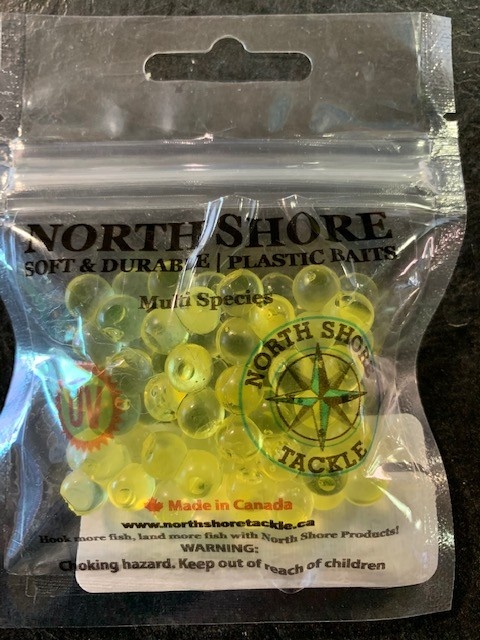 NORTH SHORE
SOFT & DURABLE | PLASTIC BAITS
Multi Species
NORTH SHORE
TACKLE
UV
Made in Canada
www.northshoretackle.ca
Hook more fish, land more fish with North Shore Products!
WARNING:
Choking hazard. Keep out of reach of children